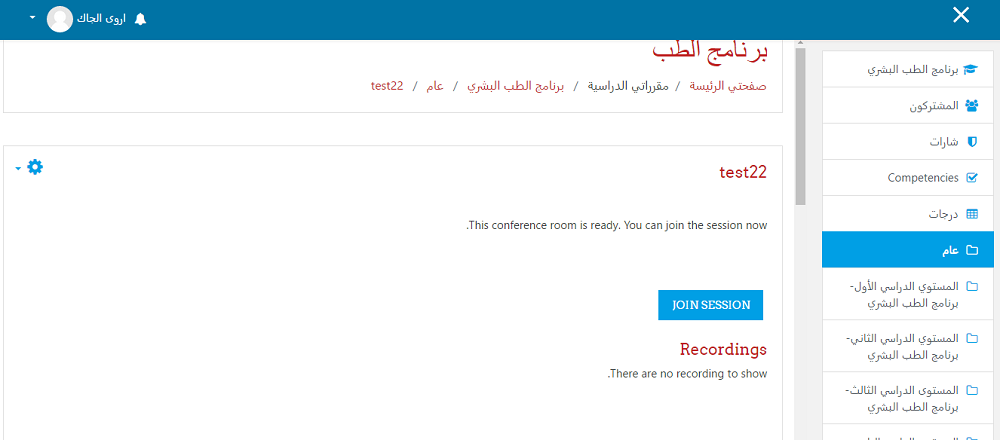 اروى الجاك
برنامج الطب
صفحتي الرئيسة / مقرراتي الدراسية / برنامج الطب البشري / عام / test22
test22
This conference room is ready. You can join the session now.
JOIN SESSION
Recordings
There are no recording to show.
برنامج الطب البشري
المشتركون
شارات
Competencies
درجات
عام
المستوي الدراسي الأول-
برنامج الطب البشري
المستوي الدراسي الثاني-
برنامج الطب البشري
المستوى الدراسي الثالث-
برنامج الطب البشري